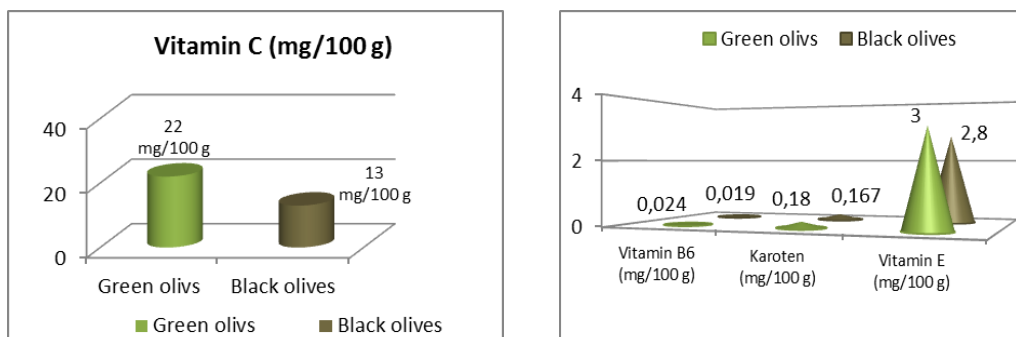 Vitamin C (mg/100 g)
40
20
0
22
mg/100 g
13
mg/100 g
Green olivs
Black olives
Green olivs
Black olives
Green olivs
Black olives
4
2
0
0,024
0,019
0,18
0,167
3
2,8
Vitamin B6
(mg/100 g)
Karoten
(mg/100 g)
Vitamin E
(mg/100 g)